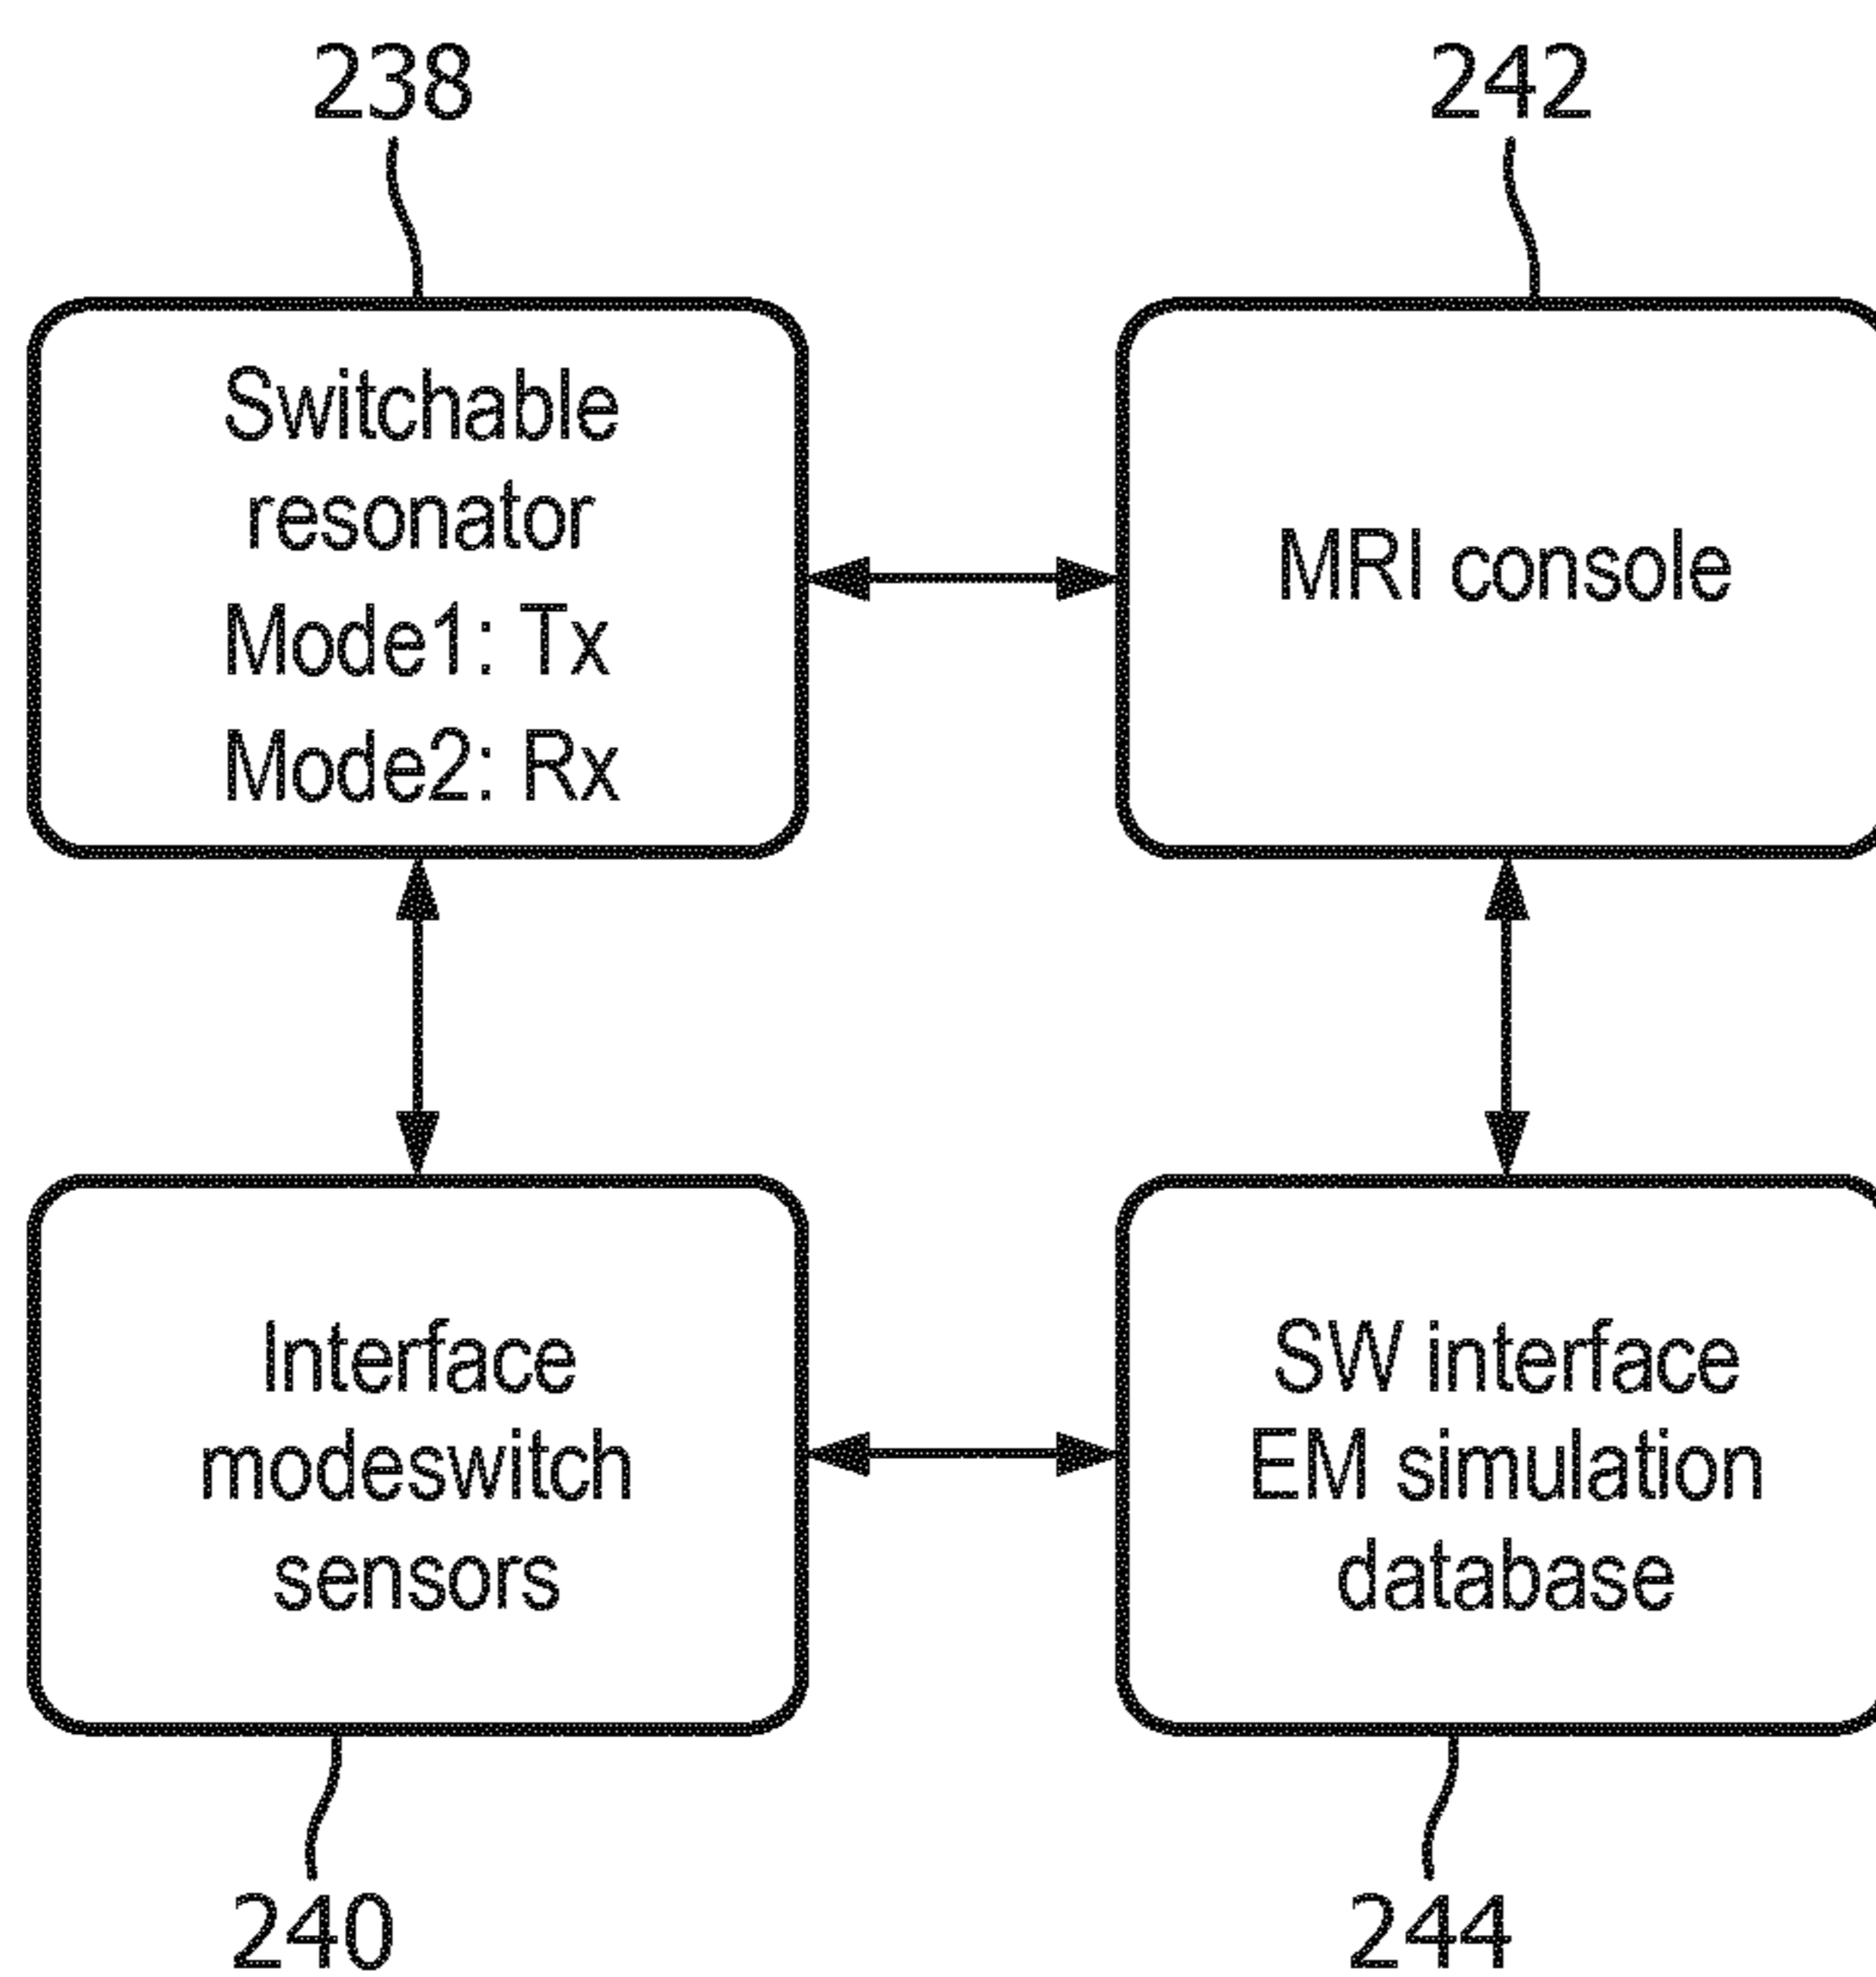 238
242
Switchable
resonator
Mode1: Tx
Mode2: Rx
MRI console
Interface
modeswitch
sensors
SW interface
EM simulation
database
240
244